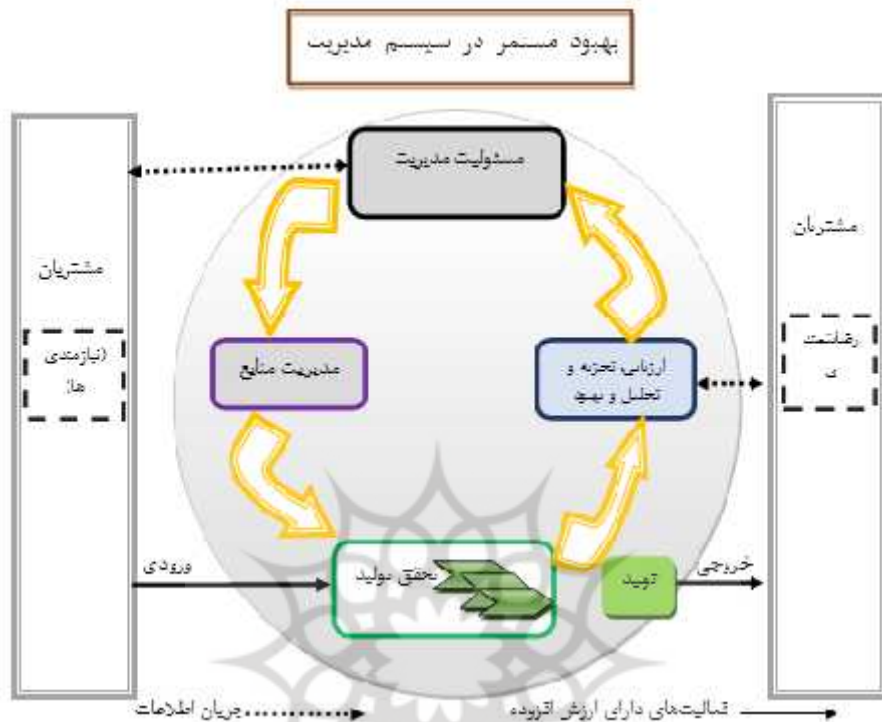 بهبود مستمر در سیستم مدیریت
مسئولیت مدیریت
مشتریان
مشتریان
رضایتمند
ی
ارزیابی، تجزیه و
تحلیل و بهبود
مدیریت منابع
(نیازمندی
ها)
تحقق تولید
تولید
خروجی
ورودی
فعالیت‌های دارای ارزش افزوده
جریان اطلاعات